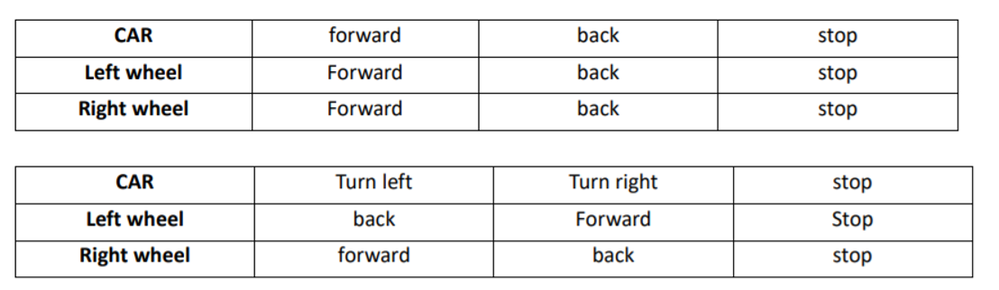 CAR forward back stop
Left wheel Forward back stop
Right wheel Forward back stop
CAR Turn left Turn right stop
Left wheel back Forward Stop
Right wheel forward back stop